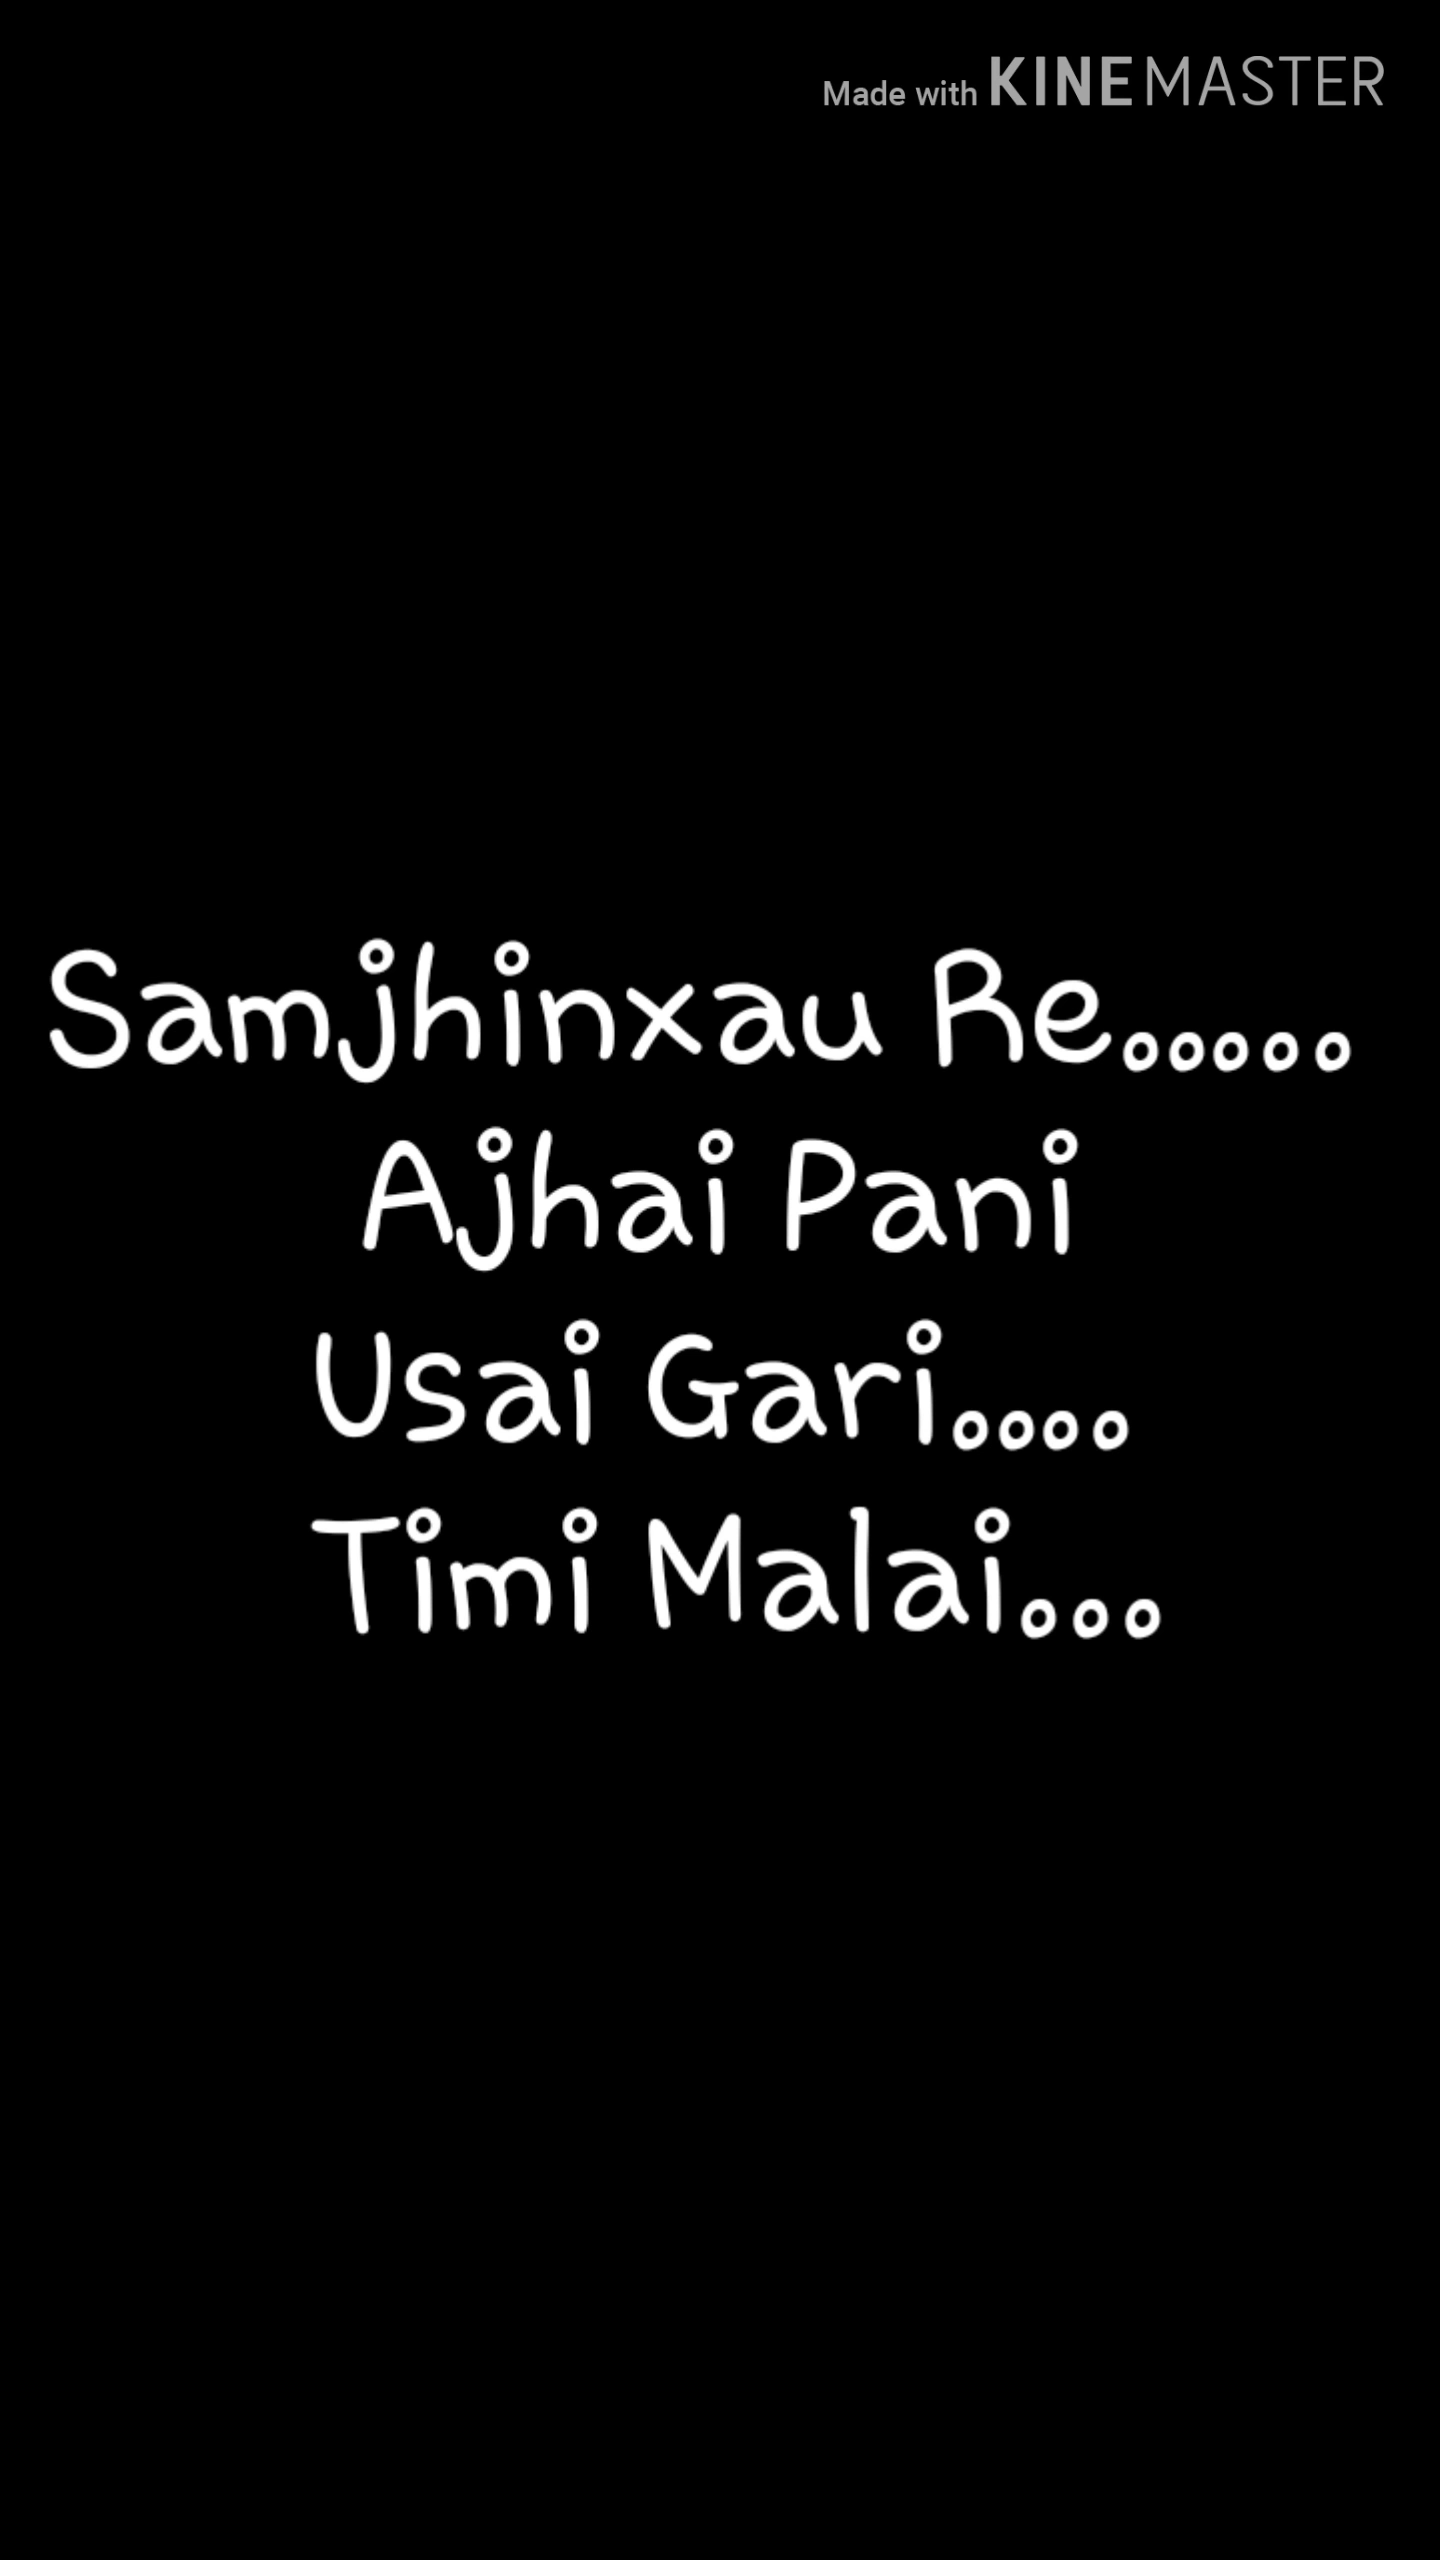 Made with KINEMASTER
Samjhinxau Re.....
Ajhai Pani
Usai Gari....
Timi Malai...